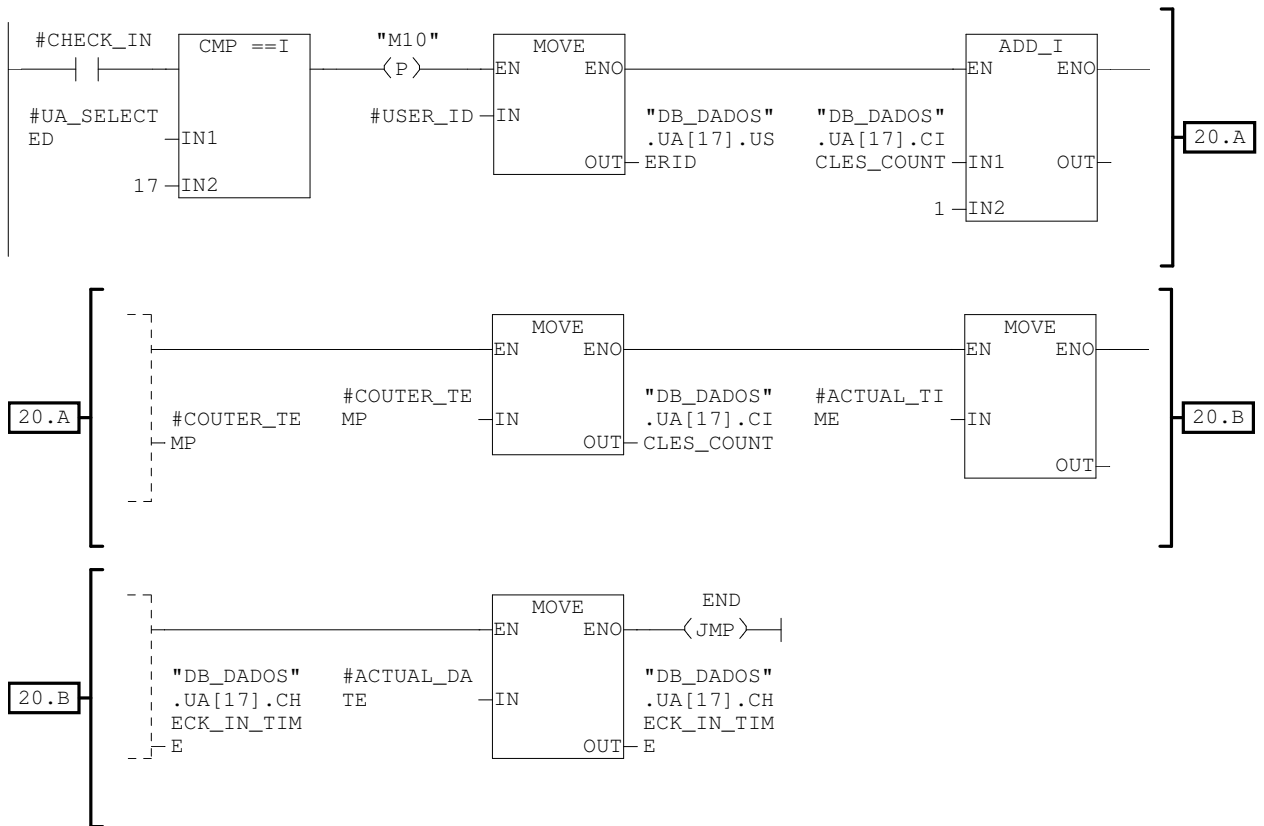 #CHECK_IN
CMP ==I
"M10"
P
MOVE
ADD_I
EN ENO
EN ENO
#UA_SELECT
ED
IN1
17
IN2
#USER_ID
IN
OUT
"DB_DADOS"
.UA[17].US
ERID
"DB_DADOS"
.UA[17].CI
CLES_COUNT
IN1
OUT
1
IN2
20.A
20.A
#COUTER_TE
MP
MOVE
EN ENO
#COUTER_TE
MP
IN
OUT
"DB_DADOS"
.UA[17].CI
CLES_COUNT
MOVE
EN ENO
#ACTUAL_TI
ME
IN
OUT
20.B
20.B
"DB_DADOS"
.UA[17].CH
ECK_IN_TIM
E
MOVE
EN ENO
#ACTUAL_DA
TE
IN
OUT
"DB_DADOS"
.UA[17].CH
ECK_IN_TIM
E
END
JMP